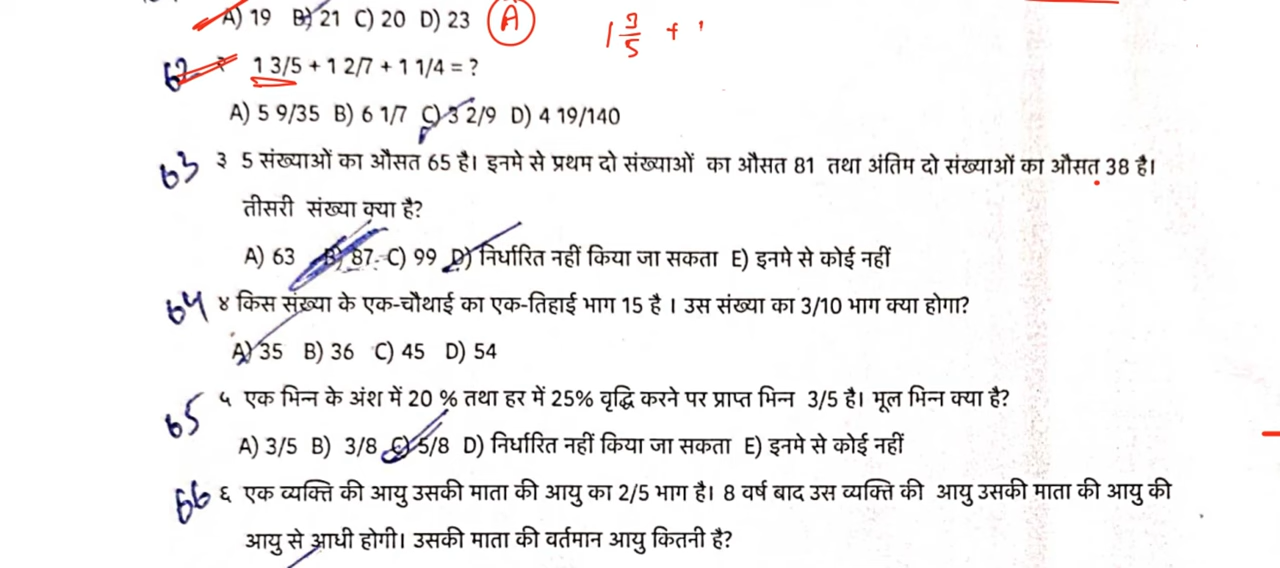 A) 19 B) 21 C) 20 D) 23 A 1 3/5 +
62 २ 1 3/5 + 1 2/7 + 1 1/4 = ?
A) 5 9/35 B) 6 1/7 C) 3 2/9 D) 4 19/140
63 ३ 5 संख्याओं का औसत 65 है। इनमे से प्रथम दो संख्याओं का औसत 81 तथा अंतिम दो संख्याओं का औसत 38 है।
तीसरी संख्या क्या है?
A) 63 B) 87 C) 99 D) निर्धारित नहीं किया जा सकता E) इनमे से कोई नहीं
64 ४ किस संख्या के एक-चौथाई का एक-तिहाई भाग 15 है । उस संख्या का 3/10 भाग क्या होगा?
A) 35 B) 36 C) 45 D) 54
65 ५ एक भिन्न के अंश में 20 % तथा हर में 25% वृद्धि करने पर प्राप्त भिन्न 3/5 है। मूल भिन्न क्या है?
A) 3/5 B) 3/8 C) 5/8 D) निर्धारित नहीं किया जा सकता E) इनमे से कोई नहीं
66 ६ एक व्यक्ति की आयु उसकी माता की आयु का 2/5 भाग है। 8 वर्ष बाद उस व्यक्ति की आयु उसकी माता की आयु की
आयु से आधी होगी। उसकी माता की वर्तमान आयु कितनी है?